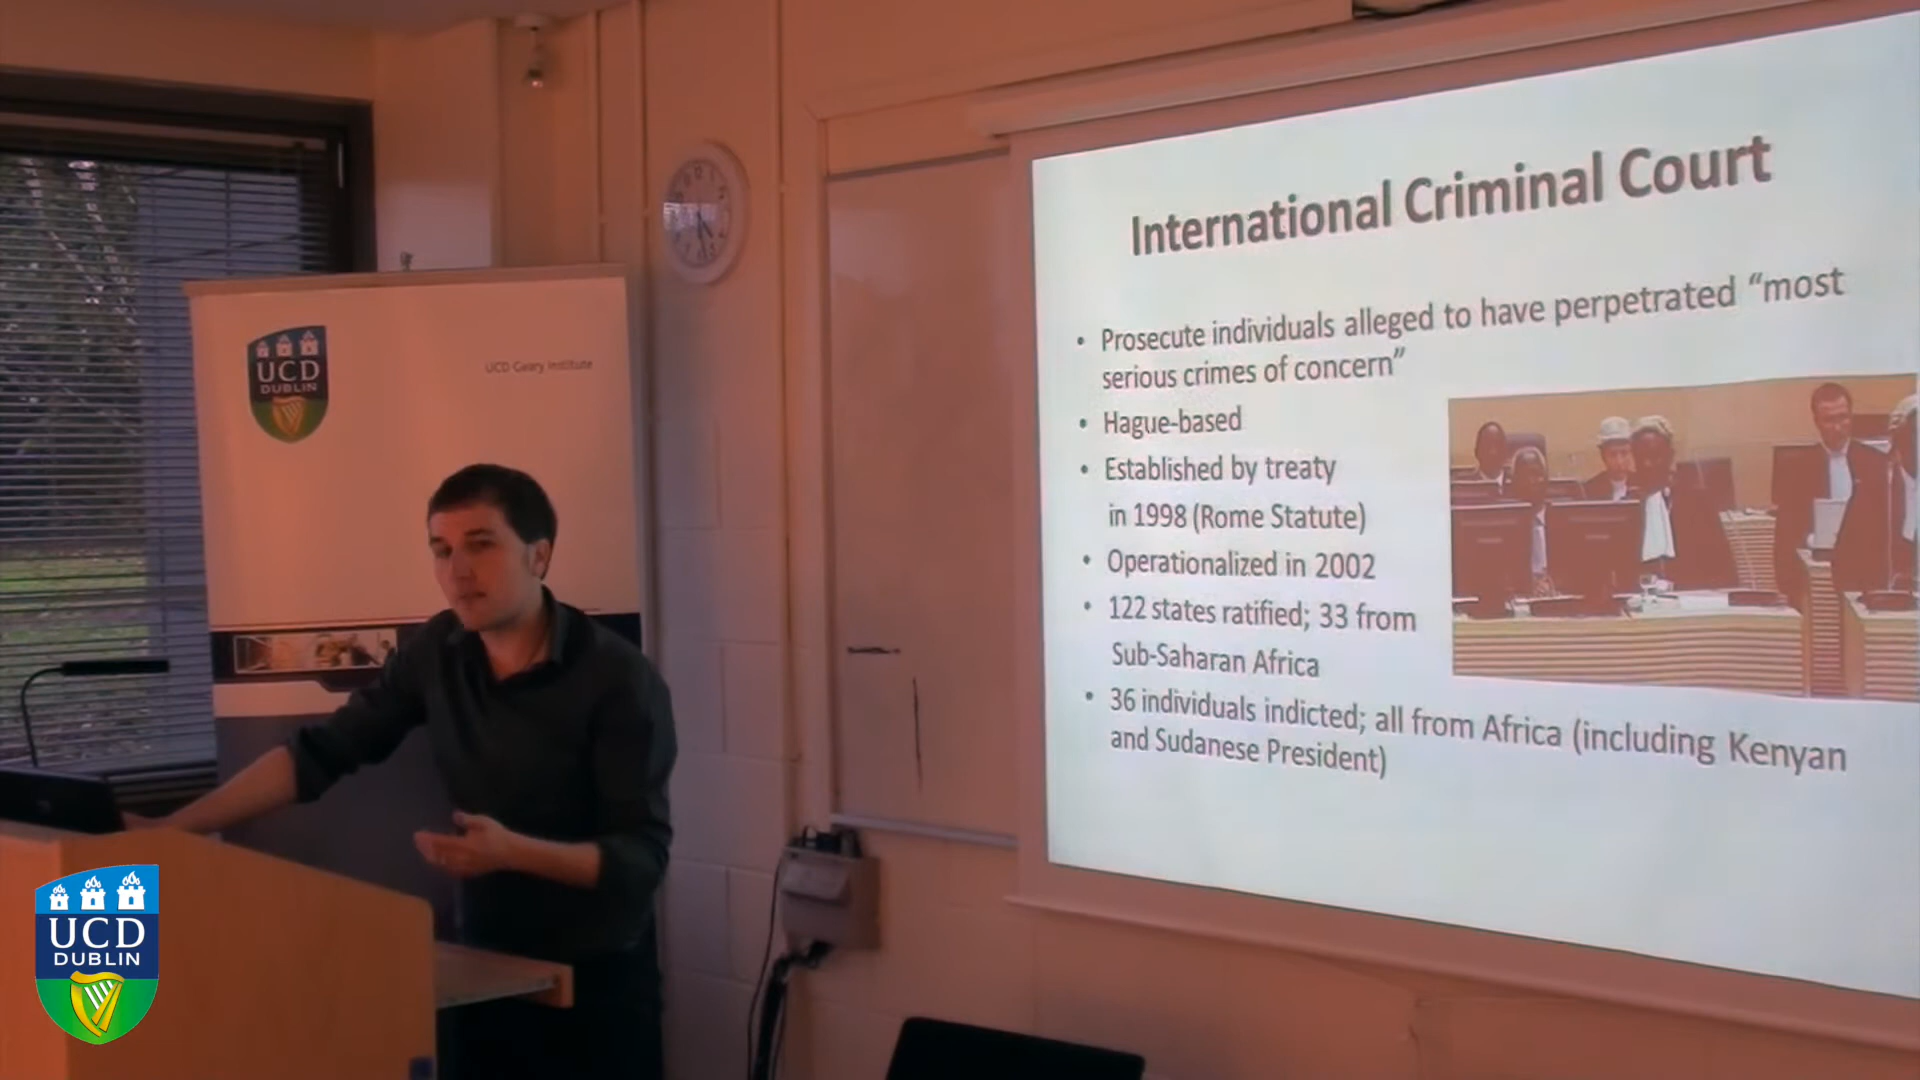 International Criminal Court
• Prosecute individuals alleged to have perpetrated “most
serious crimes of concern”
• Hague-based
• Established by treaty
in 1998 (Rome Statute)
• Operationalized in 2002
• 122 states ratified; 33 from
Sub-Saharan Africa
• 36 individuals indicted; all from Africa (including Kenyan
and Sudanese President)
UCD
DUBLIN
UCD Geary Institute
UCD
DUBLIN